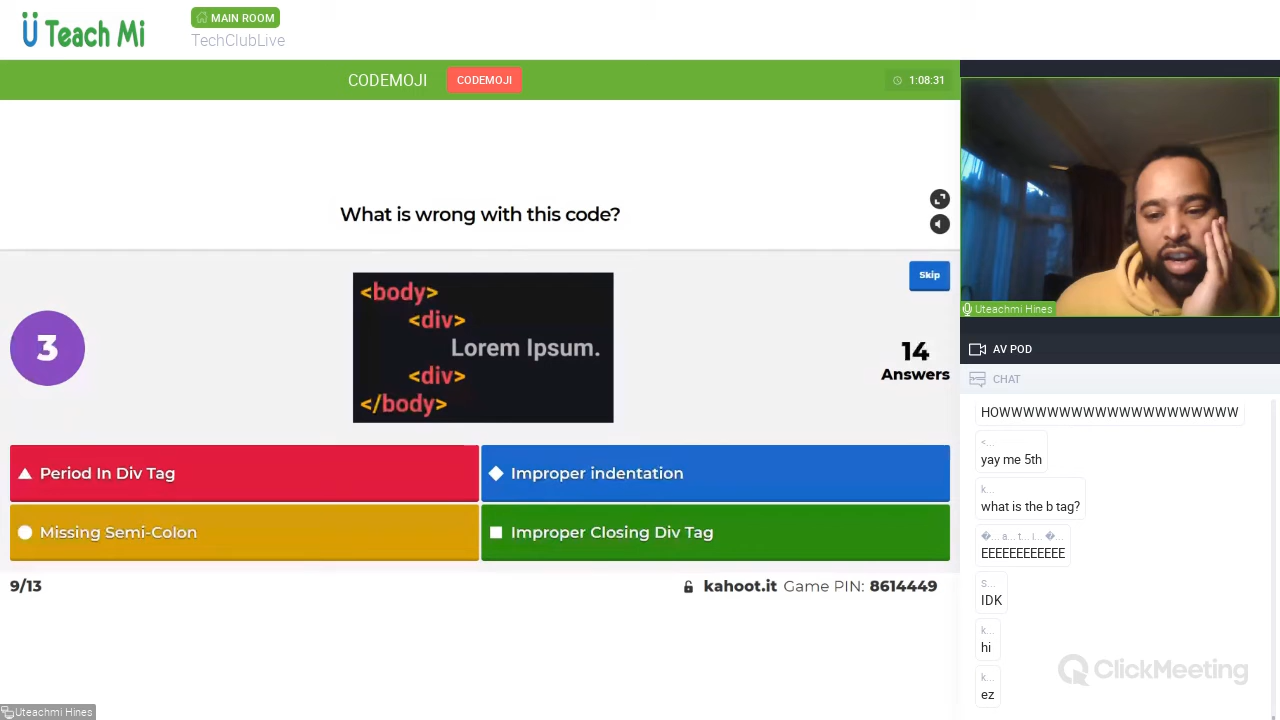 Ü Teach Mi
MAIN ROOM
TechClubLive
CODEMOJI
CODEMOJI
1:08:31
What is wrong with this code?
Skip
3
<body>
<div>
Lorem Ipsum.
<div>
</body>
14
Answers
Period In Div Tag
Improper indentation
Missing Semi-Colon
Improper Closing Div Tag
9/13
kahoot.it Game PIN: 8614449
Uteachmi Hines
Uteachmi Hines
AV POD
CHAT
HOWWWWWWWWWWWWWWWWWWWW
<...
yay me 5th
k...
what is the b tag?
�... a... t... i... �...
EEEEEEEEEEEE
S...
IDK
k...
hi
k...
ez
ClickMeeting